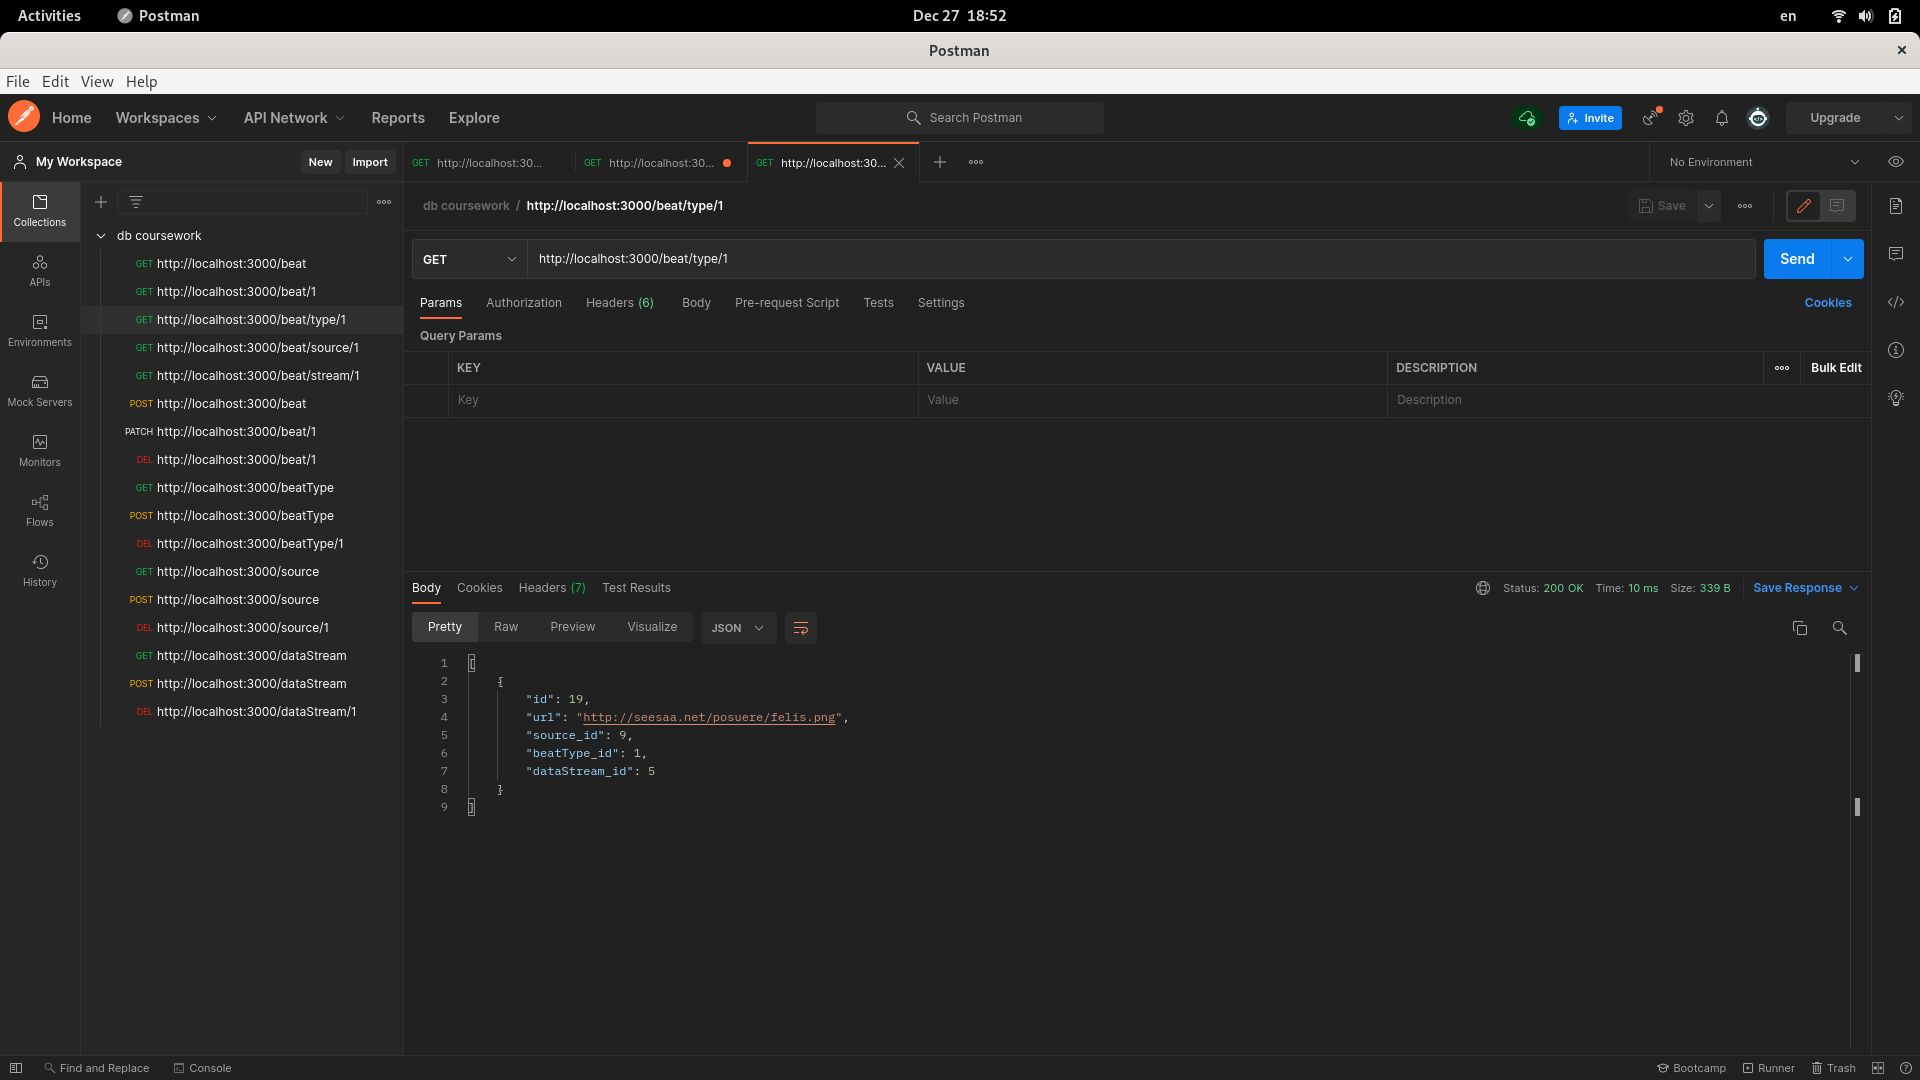 Activities Postman Dec 27 18:52 en
Postman
File Edit View Help
Home Workspaces API Network Reports Explore Search Postman Invite Upgrade
My Workspace New Import GET http://localhost:30... GET http://localhost:30... GET http://localhost:30... No Environment
db coursework / http://localhost:3000/beat/type/1 Save
GET http://localhost:3000/beat/type/1 Send
Params Authorization Headers (6) Body Pre-request Script Tests Settings Cookies
Query Params
KEY VALUE DESCRIPTION Bulk Edit
Key Value Description
Collections
APIs
Environments
Mock Servers
Monitors
Flows
History
db coursework
GET http://localhost:3000/beat
GET http://localhost:3000/beat/1
GET http://localhost:3000/beat/type/1
GET http://localhost:3000/beat/source/1
GET http://localhost:3000/beat/stream/1
POST http://localhost:3000/beat
PATCH http://localhost:3000/beat/1
DEL http://localhost:3000/beat/1
GET http://localhost:3000/beatType
POST http://localhost:3000/beatType
DEL http://localhost:3000/beatType/1
GET http://localhost:3000/source
POST http://localhost:3000/source
DEL http://localhost:3000/source/1
GET http://localhost:3000/dataStream
POST http://localhost:3000/dataStream
DEL http://localhost:3000/dataStream/1
Body Cookies Headers (7) Test Results Status: 200 OK Time: 10 ms Size: 339 B Save Response
Pretty Raw Preview Visualize JSON
1 [
2 {
3 "id": 19,
4 "url": "http://seesaa.net/posuere/felis.png",
5 "source_id": 9,
6 "beatType_id": 1,
7 "dataStream_id": 5
8 }
9 ]
Find and Replace Console Bootcamp Runner Trash